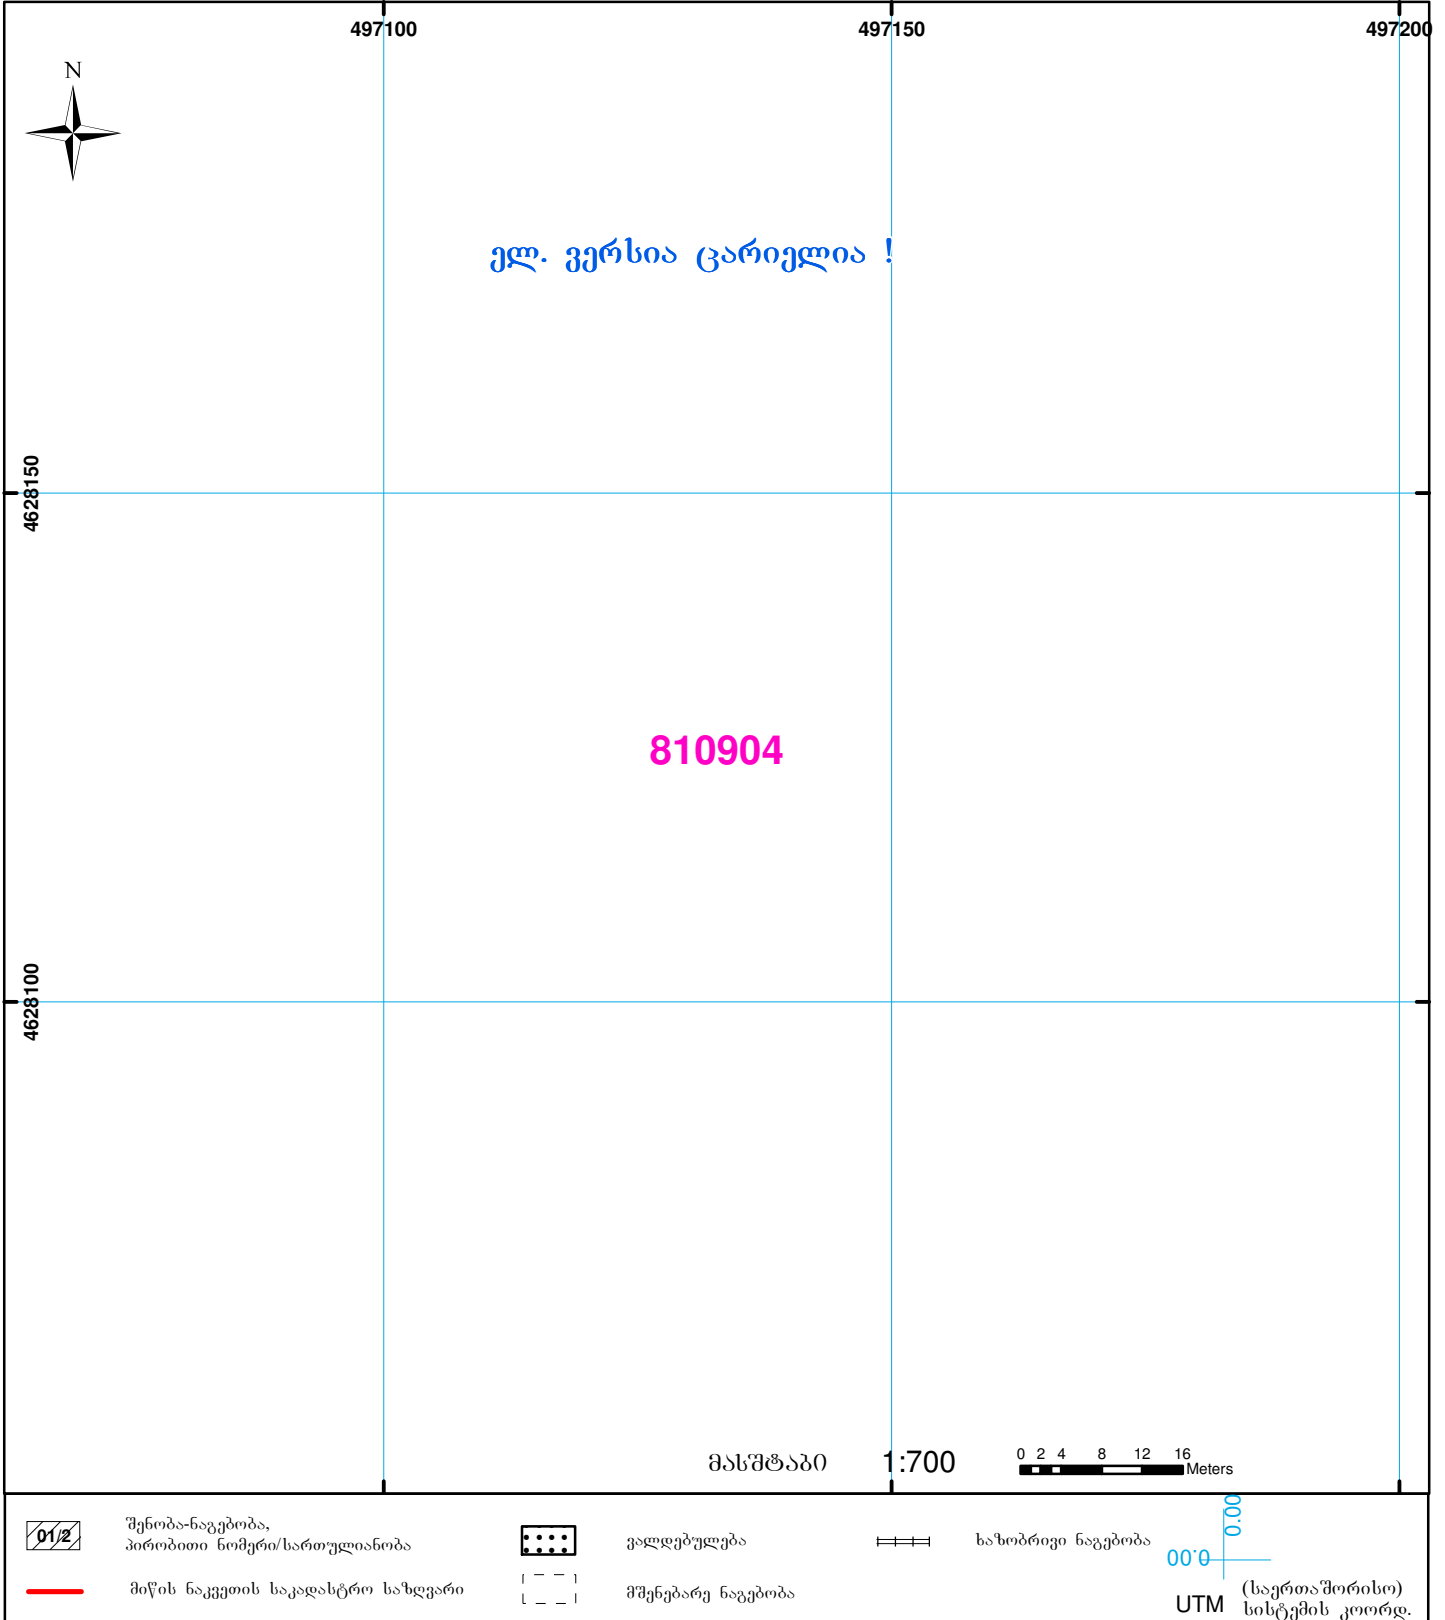 497100 497150 497200
N
ელ. ვერსია ცარიელია !
4628150
810904
4628100
მასშტაბი 1:700
0 2 4 8 12 16
Meters
01/2 შენობა-ნაგებობა,
პირობითი ნომერი/სართულიანობა
ვალდებულება
ხაზობრივი ნაგებობა
0.00
0.00
მიწის ნაკვეთის საკადასტრო საზღვარი
მშენებარე ნაგებობა
UTM (საერთაშორისო)
სისტემის კოორდ.